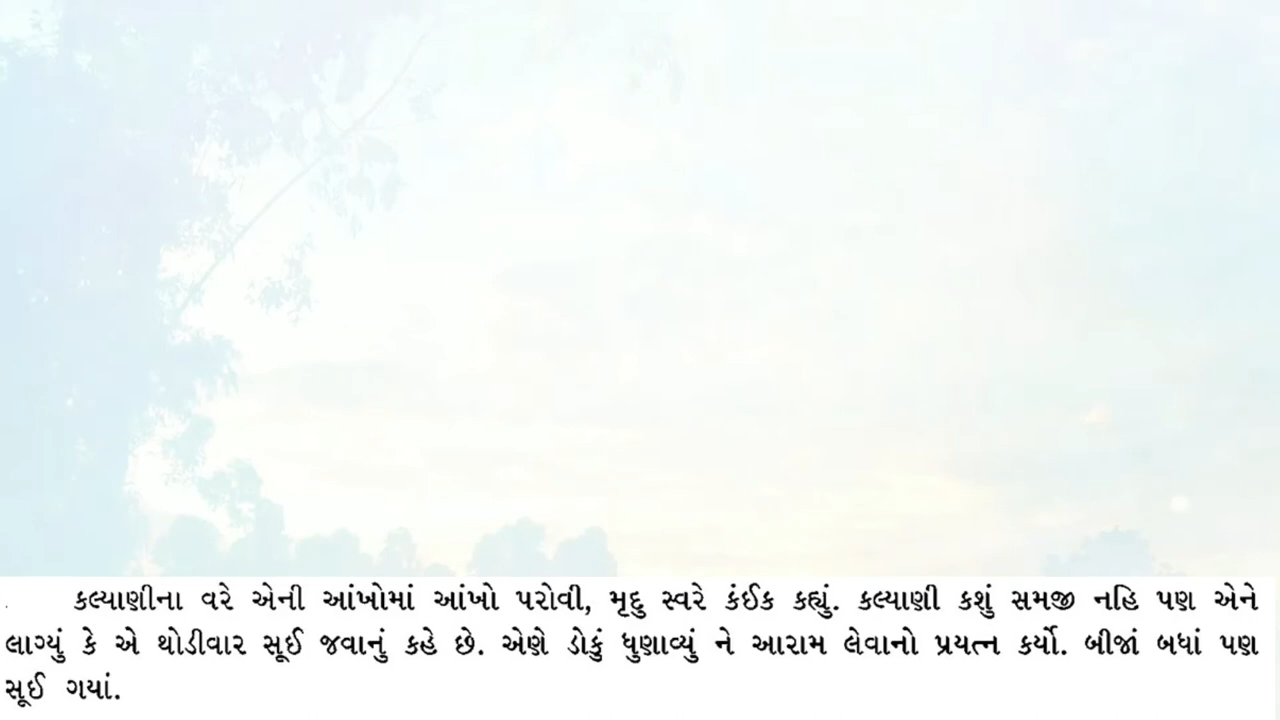 કલ્યાણીના વરે એની આંખોમાં આંખો પરોવી, મૃદુ સ્વરે કંઈક કહ્યું. કલ્યાણી કશું સમજી નહિ પણ એને
લાગ્યું કે એ થોડીવાર સૂઈ જવાનું કહે છે. એણે ડોકું ધુણાવ્યું ને આરામ લેવાનો પ્રયત્ન કર્યો. બીજાં બધાં પણ
સૂઈ ગયાં.